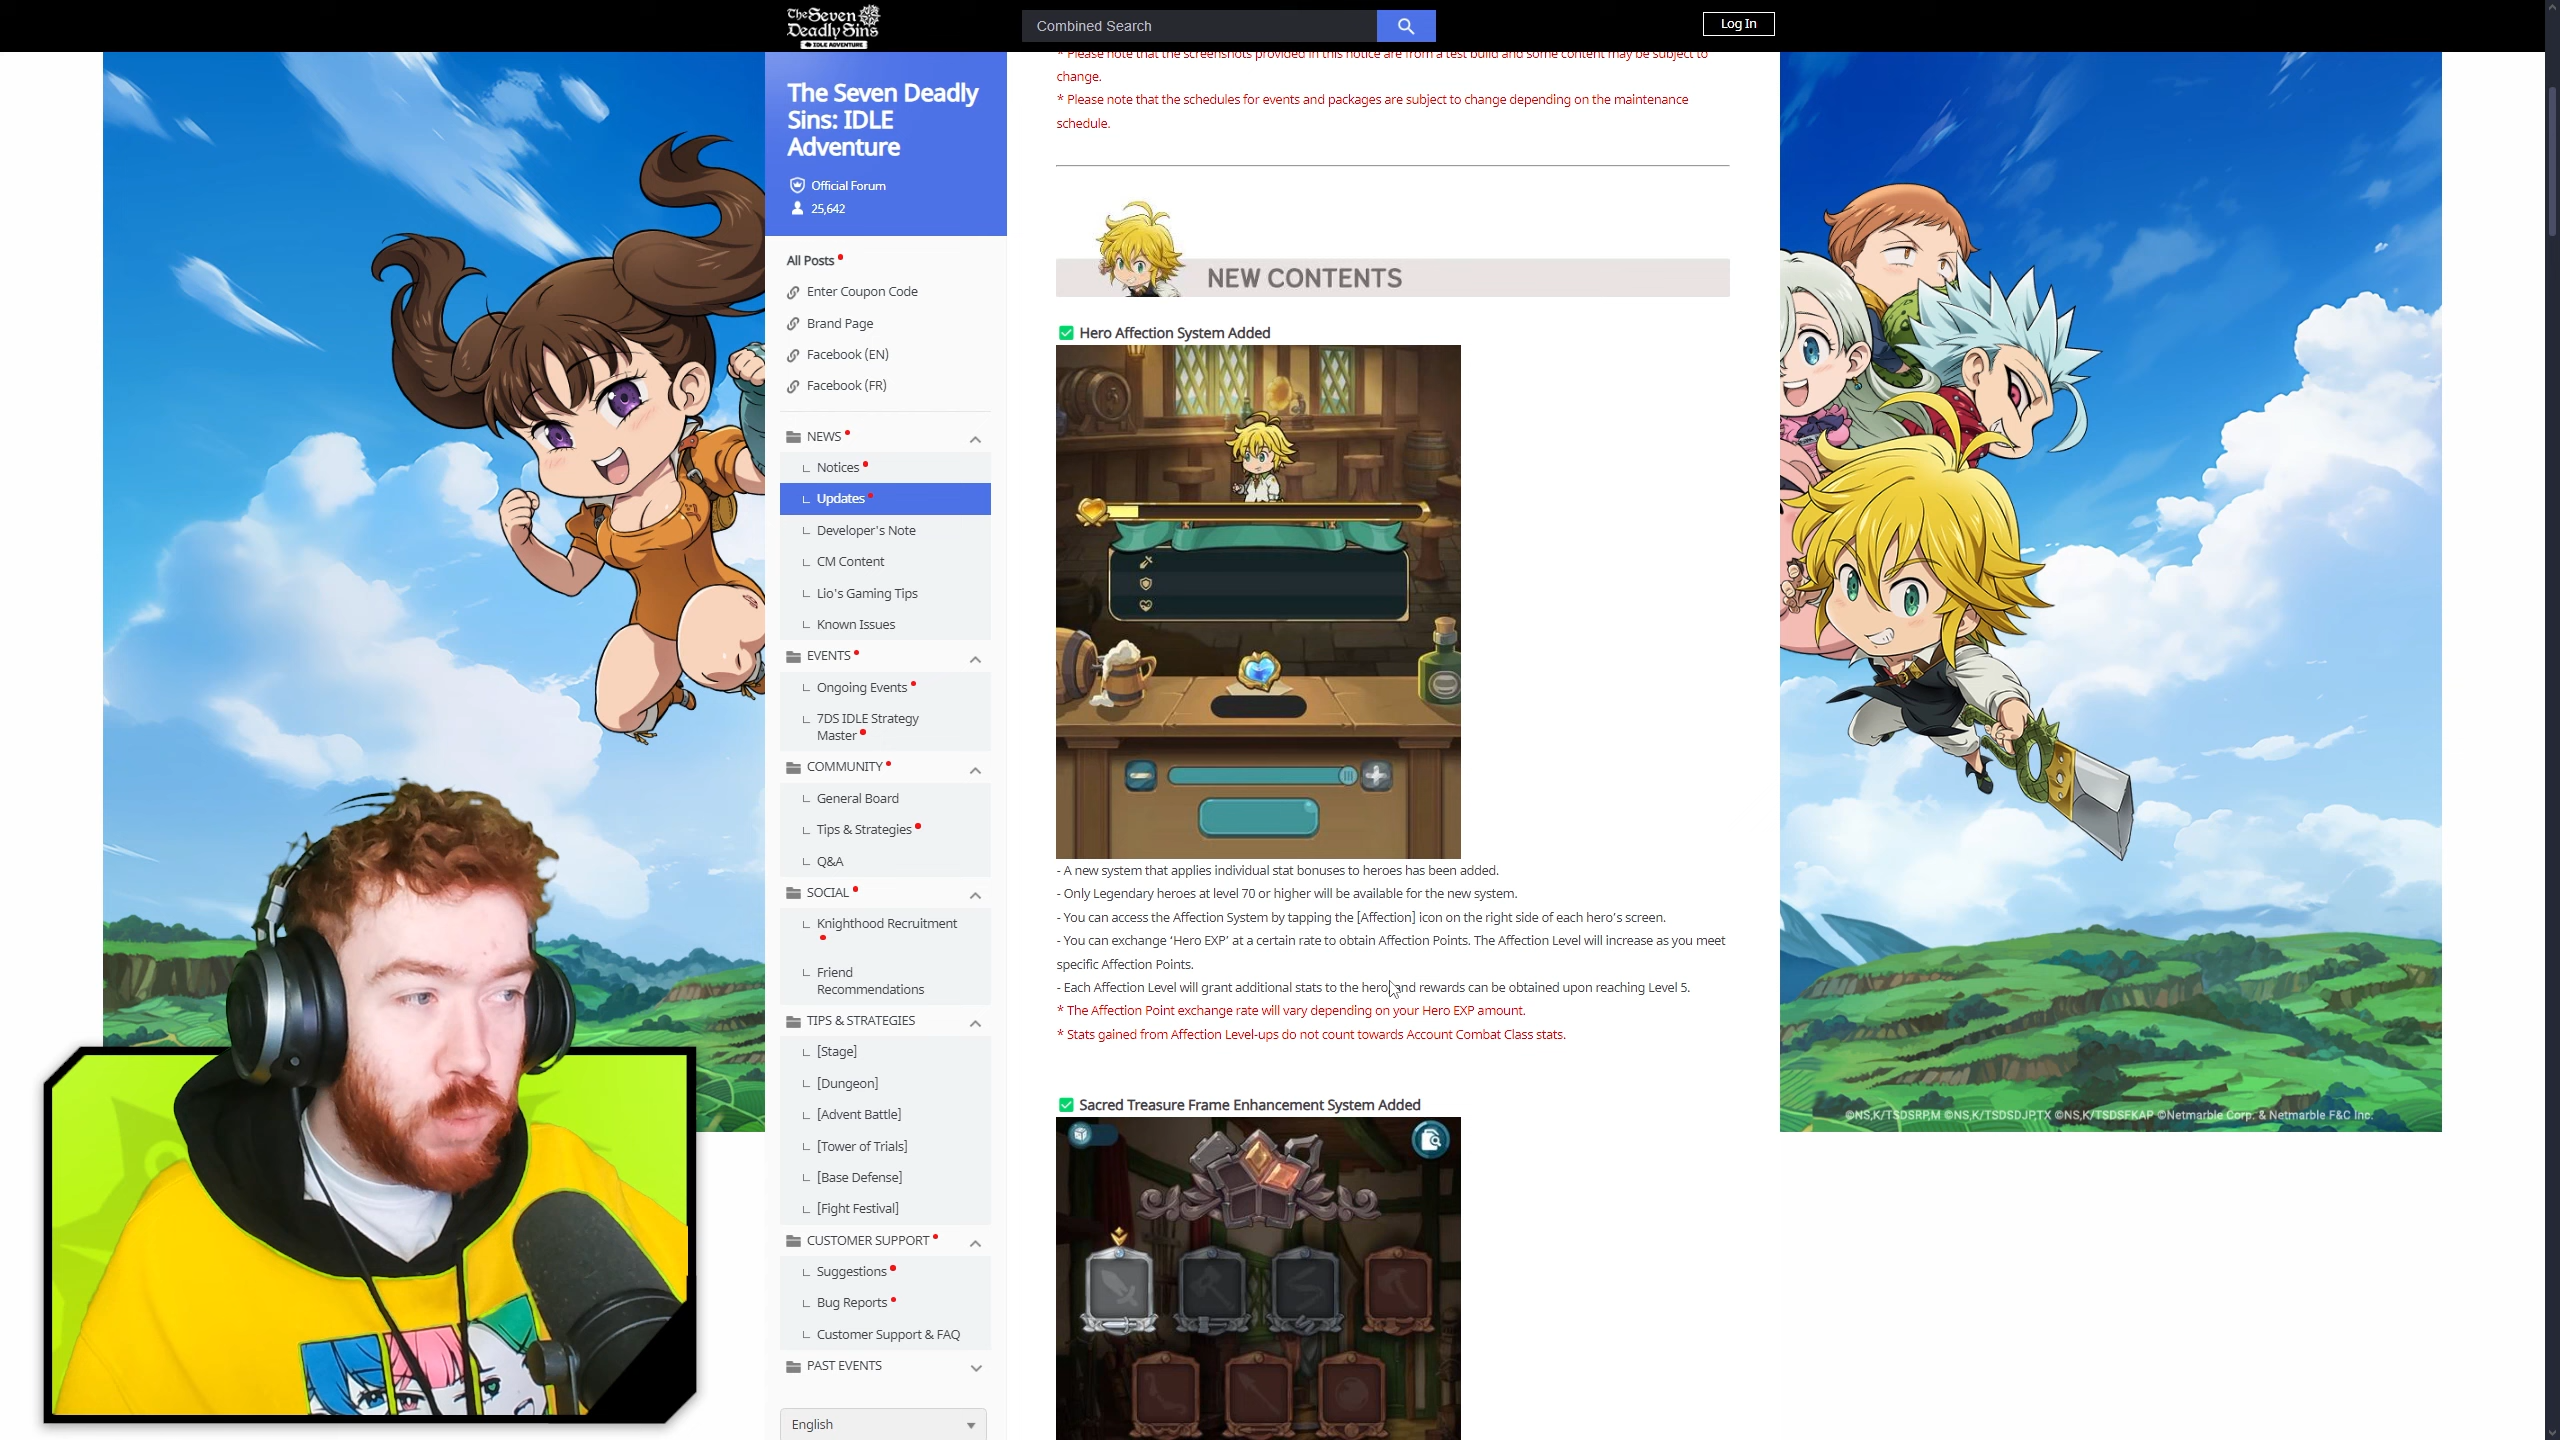 The Seven
Deadly Sins
IDLE ADVENTURE
Combined Search
Log In
The Seven Deadly
Sins: IDLE
Adventure
Official Forum
25,642
All Posts
Enter Coupon Code
Brand Page
Facebook (EN)
Facebook (FR)
NEWS
Notices
Updates
Developer's Note
CM Content
Lio's Gaming Tips
Known Issues
EVENTS
Ongoing Events
7DS IDLE Strategy
Master
COMMUNITY
General Board
Tips & Strategies
Q&A
SOCIAL
Knighthood Recruitment
Friend
Recommendations
TIPS & STRATEGIES
[Stage]
[Dungeon]
[Advent Battle]
[Tower of Trials]
[Base Defense]
[Fight Festival]
CUSTOMER SUPPORT
Suggestions
Bug Reports
Customer Support & FAQ
PAST EVENTS
English
* Please note that the screenshots provided in this notice are from a test build and some content may be subject to
change.
* Please note that the schedules for events and packages are subject to change depending on the maintenance
schedule.
NEW CONTENTS
Hero Affection System Added
- A new system that applies individual stat bonuses to heroes has been added.
- Only Legendary heroes at level 70 or higher will be available for the new system.
- You can access the Affection System by tapping the [Affection] icon on the right side of each hero's screen.
- You can exchange ‘Hero EXP’ at a certain rate to obtain Affection Points. The Affection Level will increase as you meet
specific Affection Points.
- Each Affection Level will grant additional stats to the hero, and rewards can be obtained upon reaching Level 5.
* The Affection Point exchange rate will vary depending on your Hero EXP amount.
* Stats gained from Affection Level-ups do not count towards Account Combat Class stats.
Sacred Treasure Frame Enhancement System Added
©NS,K/TSDSRP,M ©NS,K/TSDSDJP,TX ©NS,K/TSDSFKAP ©Netmarble Corp. & Netmarble F&C Inc.